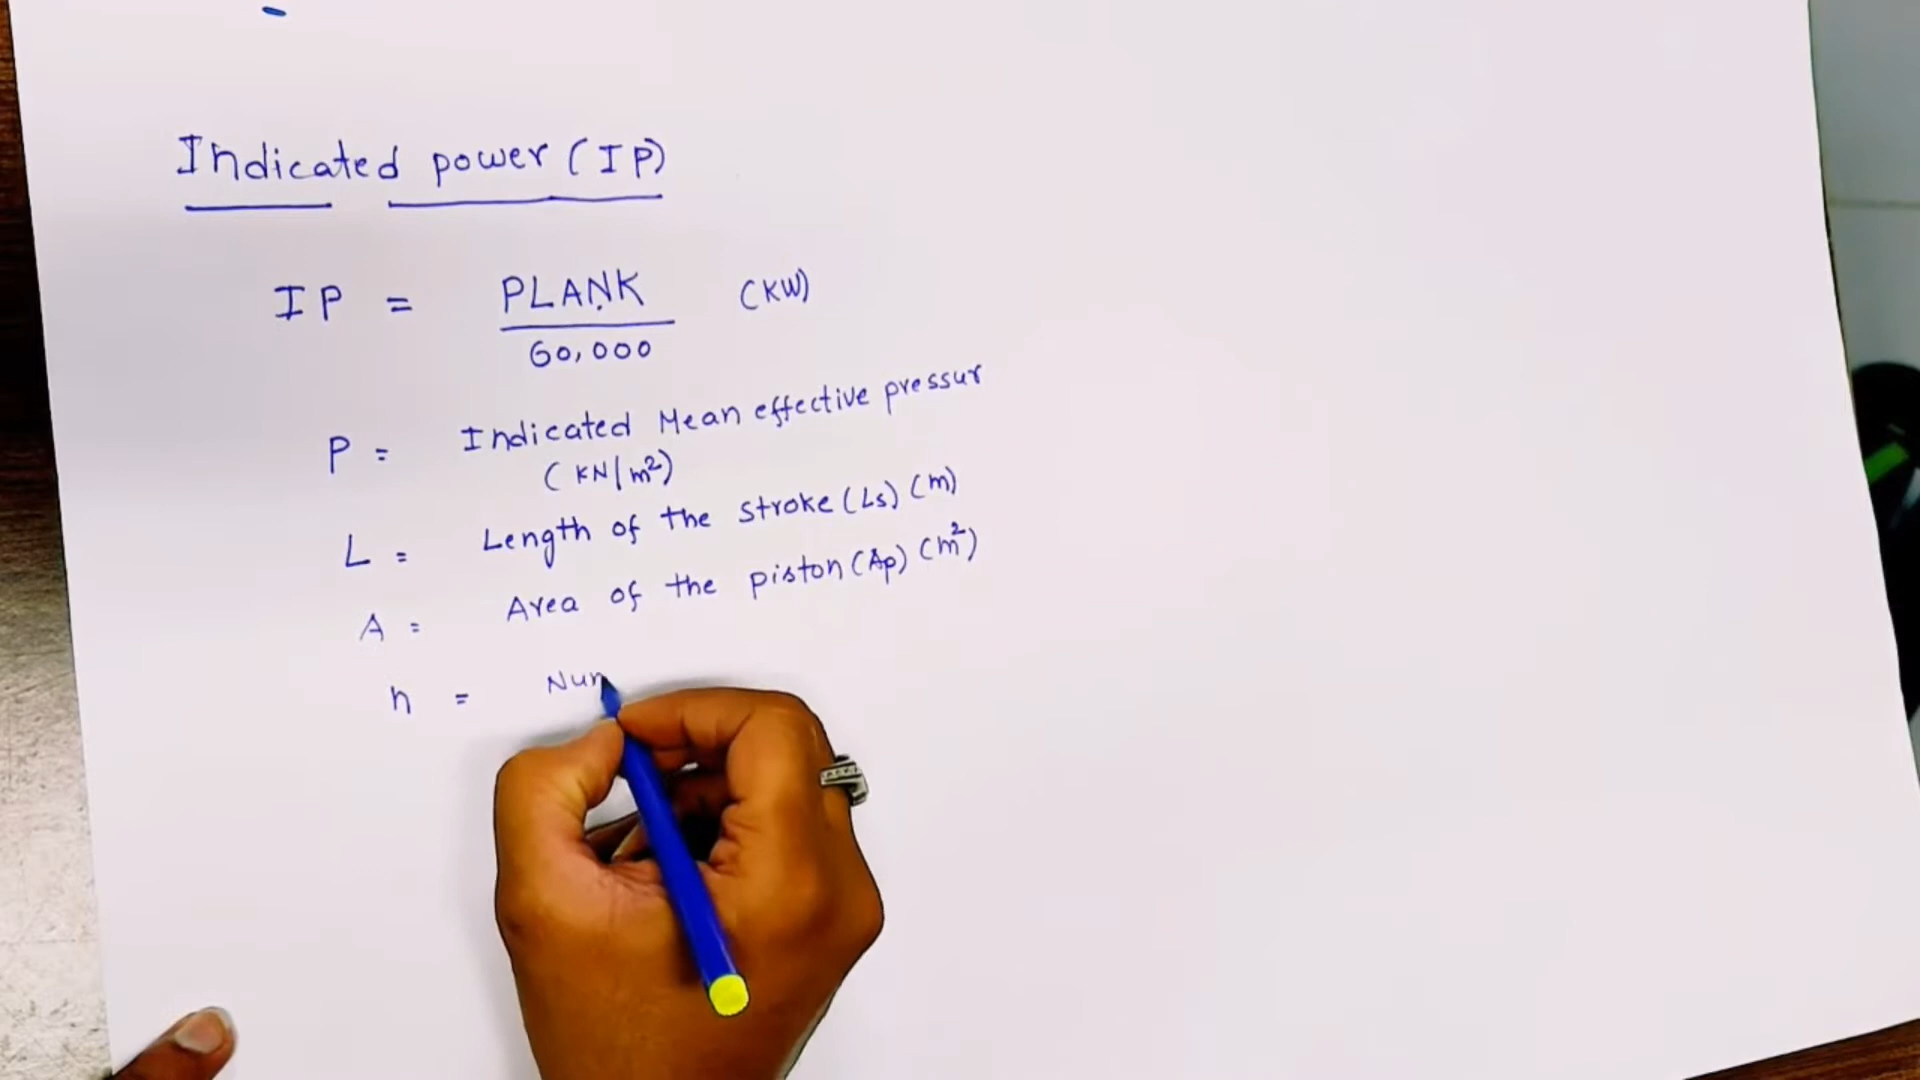 Indicated power (IP)
IP = PLANK (KW)
60,000
P = Indicated Mean effective pressur
(KN/m²)
L = Length of the stroke (Ls) (m)
A = Area of the piston (Ap) (m²)
n = Num